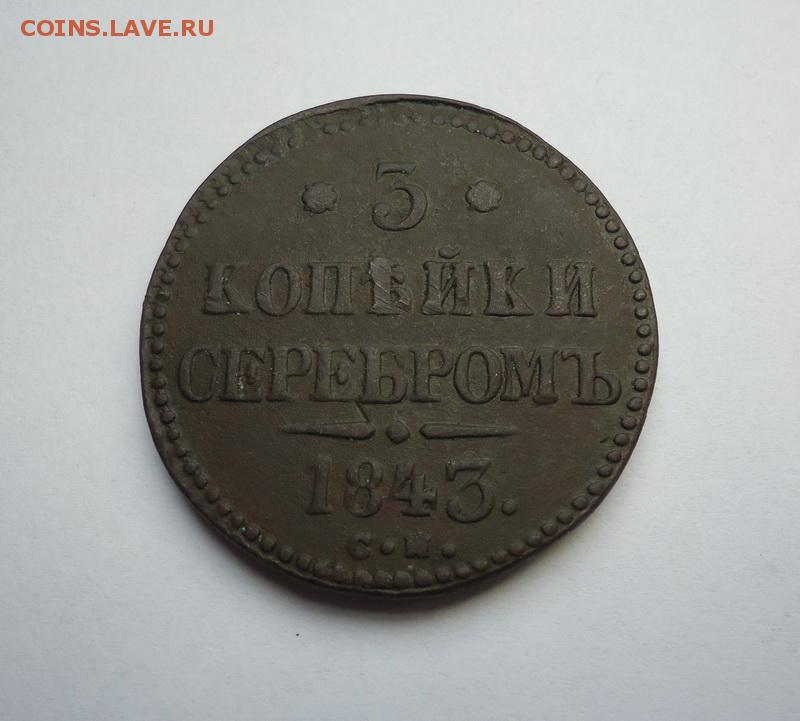 COINS.LAVE.RU
3
КОПѢЙКИ
СЕРЕБРОМЪ
1843.
С.М.